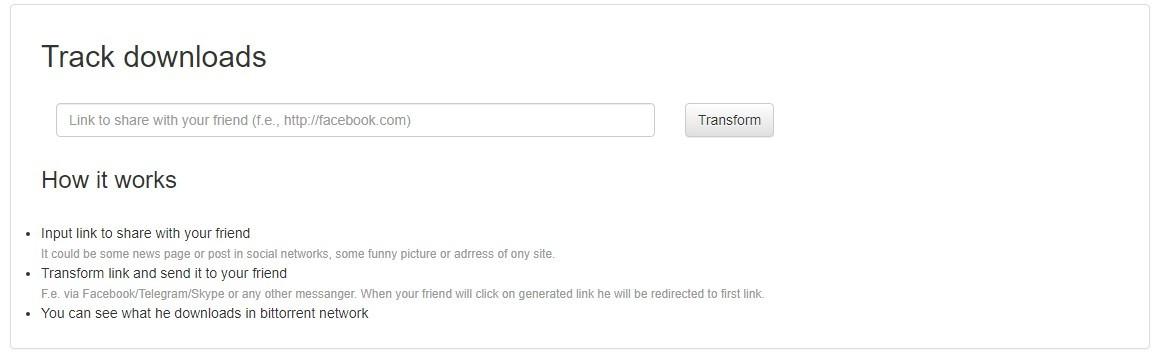 Track downloads
Link to share with your friend (f.e., http://facebook.com)
Transform
How it works
Input link to share with your friend
It could be some news page or post in social networks, some funny picture or adrress of ony site.
Transform link and send it to your friend
F.e. via Facebook/Telegram/Skype or any other messanger. When your friend will click on generated link he will be redirected to first link.
You can see what he downloads in bittorrent network